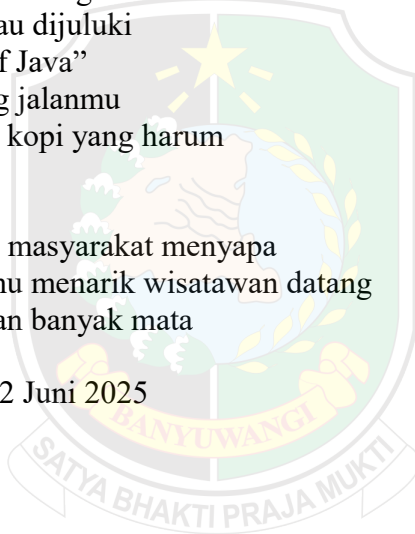 au dijuluki
f Java”
g jalanmu
kopi yang harum
masyarakat menyapa
nu menarik wisatawan datang
an banyak mata
2 Juni 2025
BANYUWANGI
SATYA BHAKTI PRAJA MUKTI